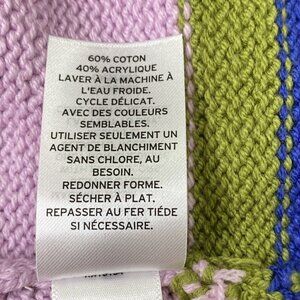 60% COTON
40% ACRYLIQUE
LAVER À LA MACHINE À
L'EAU FROIDE.
CYCLE DÉLICAT.
AVEC DES COULEURS
SEMBLABLES.
UTILISER SEULEMENT UN
AGENT DE BLANCHIMENT
SANS CHLORE, AU
BESOIN.
REDONNER FORME.
SÉCHER À PLAT.
REPASSER AU FER TIÉDE
SI NÉCESSAIRE.